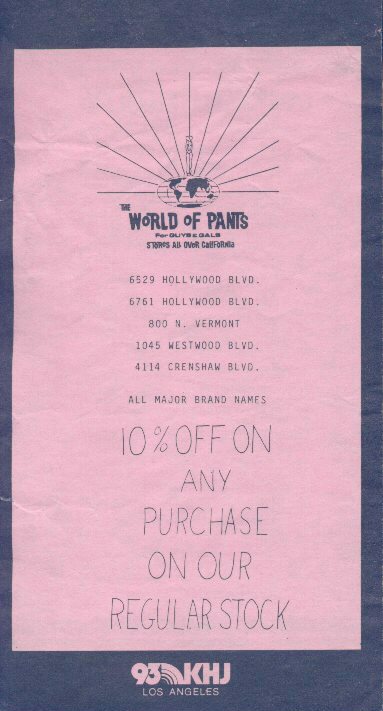 THE
WORLD OF PANTS
For GUYS & GALS
STORES All OVER CaliFORNIA
6529 HOLLYWOOD BLVD.
6761 HOLLYWOOD BLVD.
800 N. VERMONT
1045 WESTWOOD BLVD.
4114 CRENSHAW BLVD.
ALL MAJOR BRAND NAMES
10% OFF ON
ANY
PURCHASE
ON OUR
REGULAR STOCK
93 KHJ
LOS ANGELES